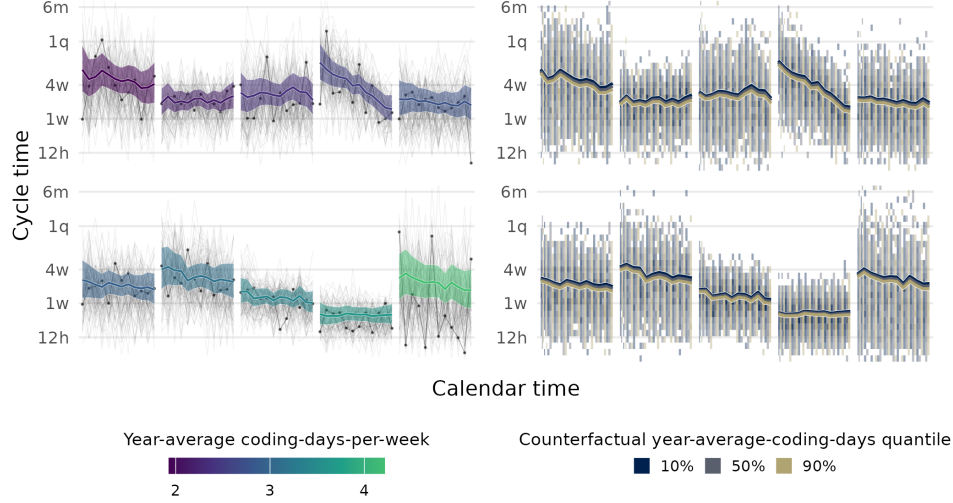 6m
1q
4w
1w
12h
6m
1q
4w
1w
12h
Cycle time
6m
1q
4w
1w
12h
6m
1q
4w
1w
12h
Calendar time
Year-average coding-days-per-week
2 3 4
Counterfactual year-average-coding-days quantile
10% 50% 90%